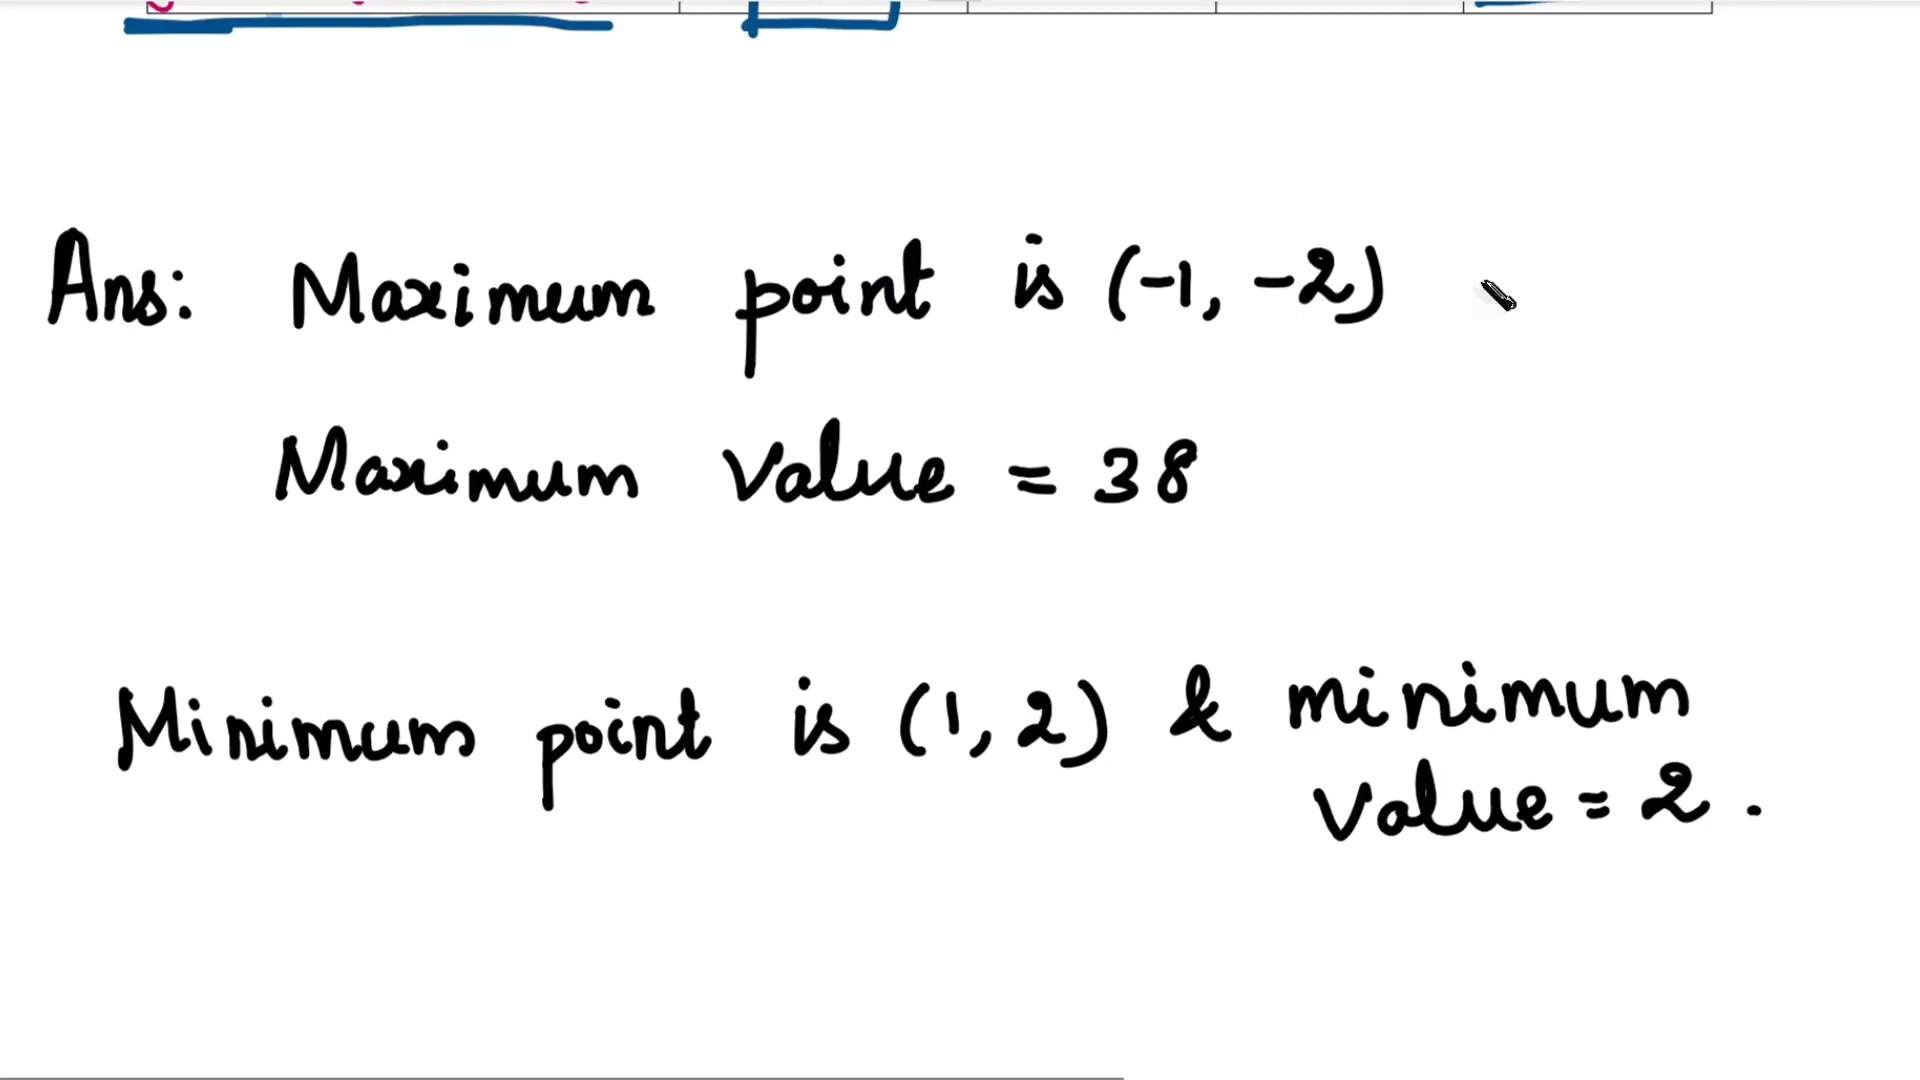 Ans: Maximum point is (-1, -2)
Maximum value = 38
Minimum point is (1, 2) & minimum
value = 2.